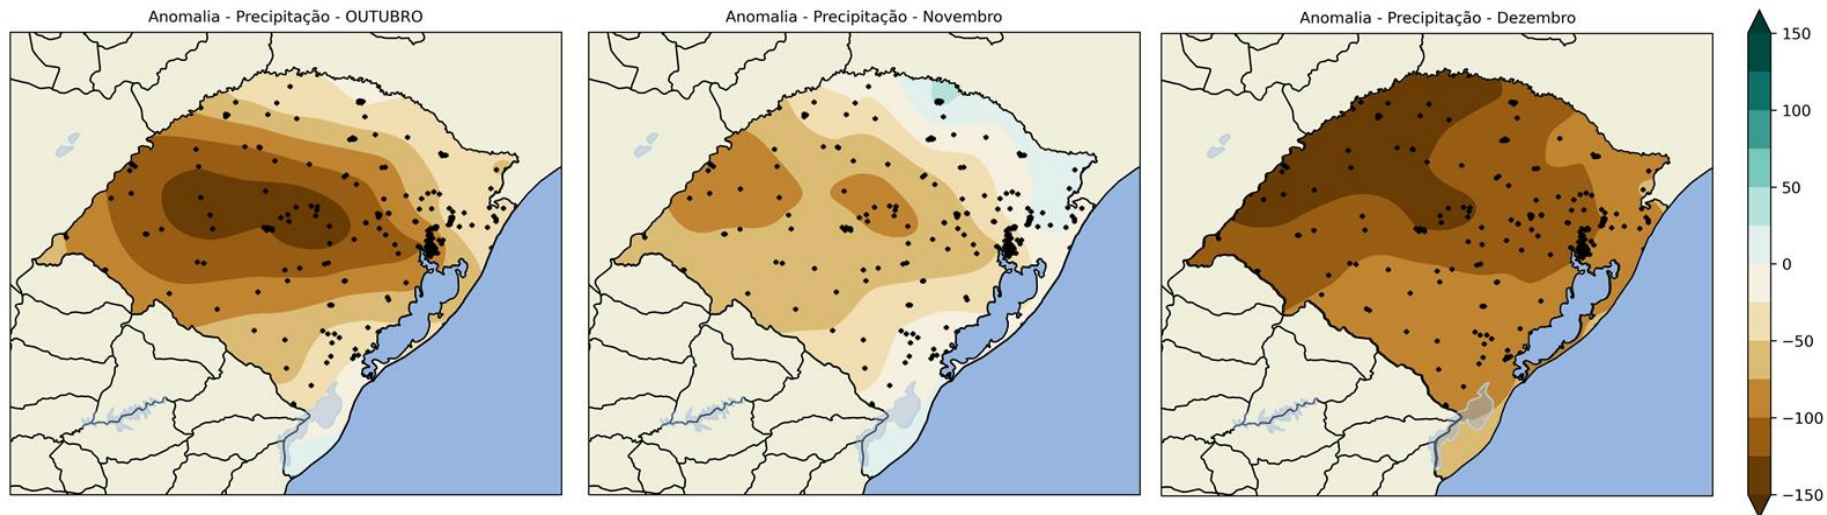 Anomalia - Precipitação - OUTUBRO
Anomalia - Precipitação - Novembro
Anomalia - Precipitação - Dezembro
150
100
50
0
−50
−100
−150